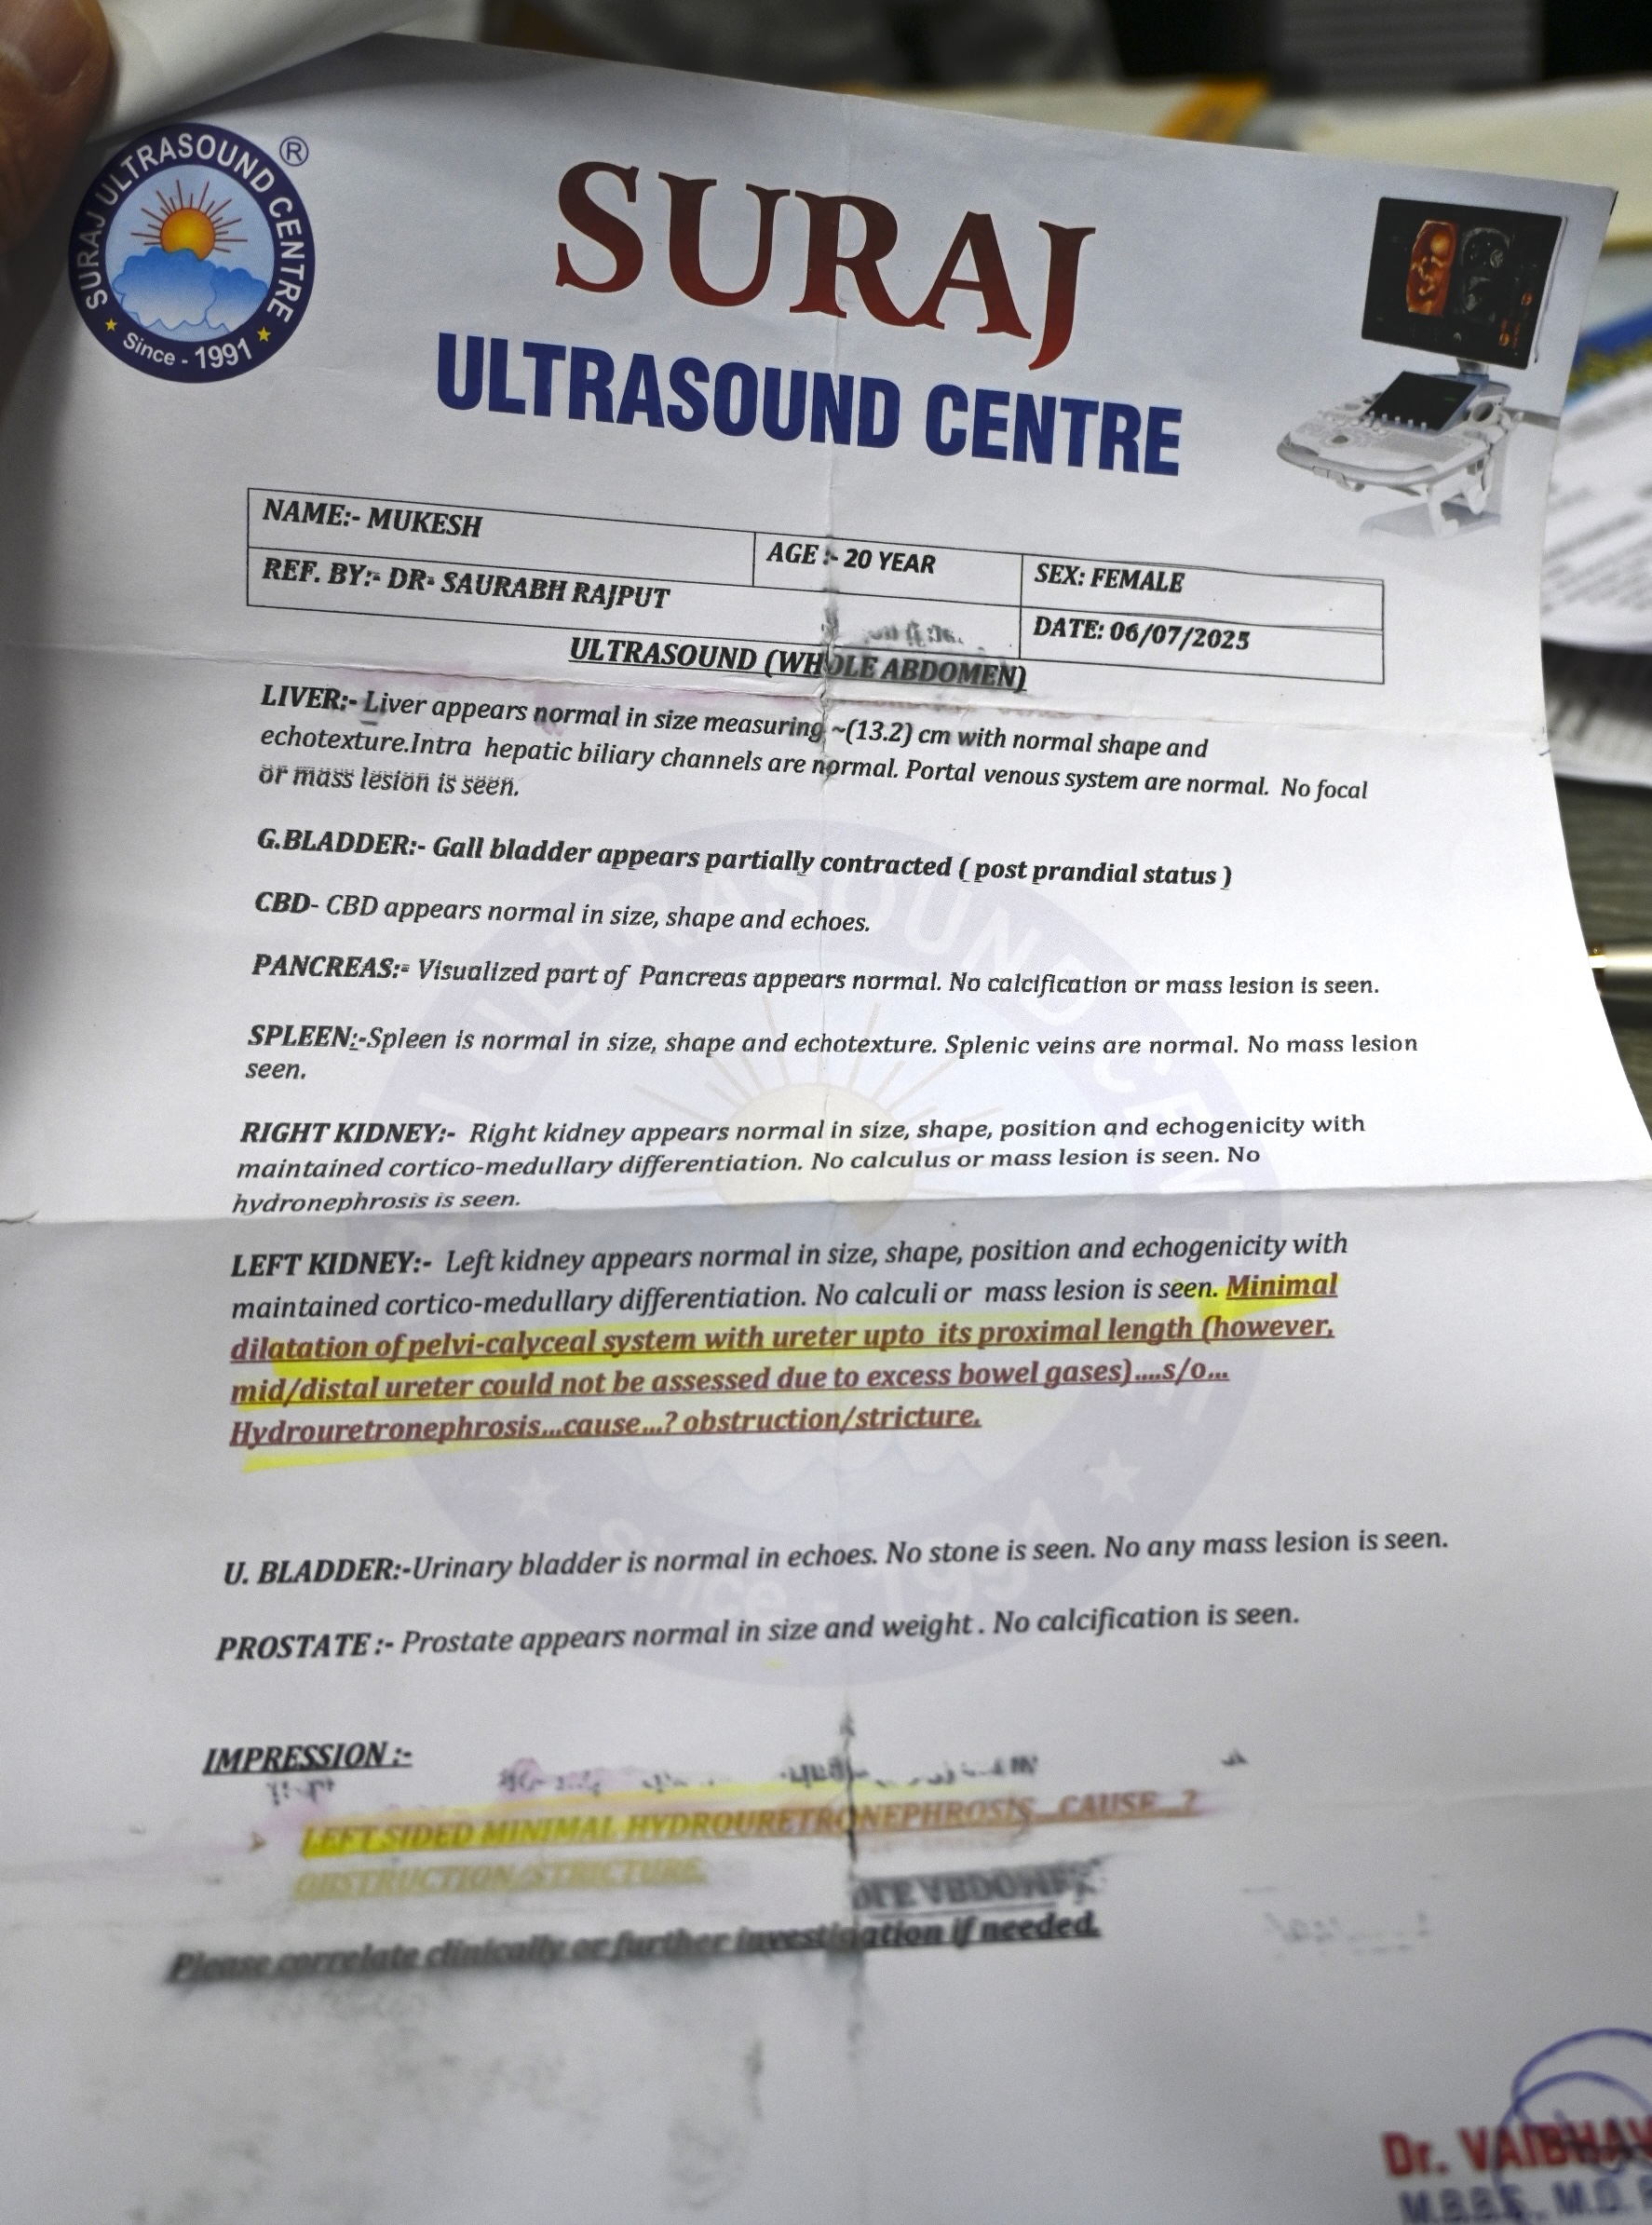 SURAJ ULTRASOUND CENTRE
Since - 1991
®
SURAJ
ULTRASOUND CENTRE
NAME:- MUKESH
AGE :- 20 YEAR
SEX: FEMALE
REF. BY:- DR- SAURABH RAJPUT
DATE: 06/07/2025
ULTRASOUND (WHOLE ABDOMEN)
LIVER:- Liver appears normal in size measuring ~(13.2) cm with normal shape and
echotexture.Intra hepatic biliary channels are normal. Portal venous system are normal. No focal
or mass lesion is seen.
G.BLADDER:- Gall bladder appears partially contracted ( post prandial status )
CBD- CBD appears normal in size, shape and echoes.
PANCREAS:- Visualized part of Pancreas appears normal. No calcification or mass lesion is seen.
SPLEEN:-Spleen is normal in size, shape and echotexture. Splenic veins are normal. No mass lesion
seen.
RIGHT KIDNEY:- Right kidney appears normal in size, shape, position and echogenicity with
maintained cortico-medullary differentiation. No calculus or mass lesion is seen. No
hydronephrosis is seen.
LEFT KIDNEY:- Left kidney appears normal in size, shape, position and echogenicity with
maintained cortico-medullary differentiation. No calculi or mass lesion is seen. Minimal
dilatation of pelvi-calyceal system with ureter upto its proximal length (however,
mid/distal ureter could not be assessed due to excess bowel gases)....s/o...
Hydrouretronephrosis...cause...? obstruction/stricture.
U. BLADDER:-Urinary bladder is normal in echoes. No stone is seen. No any mass lesion is seen.
PROSTATE :- Prostate appears normal in size and weight . No calcification is seen.
IMPRESSION :-
LEFT SIDED MINIMAL HYDROURETRONEPHROSIS...CAUSE...?
OBSTRUCTION/STRICTURE.
Please correlate clinically or further investigation if needed.
Dr. VAIBHAV
M.B.B.S., M.D.